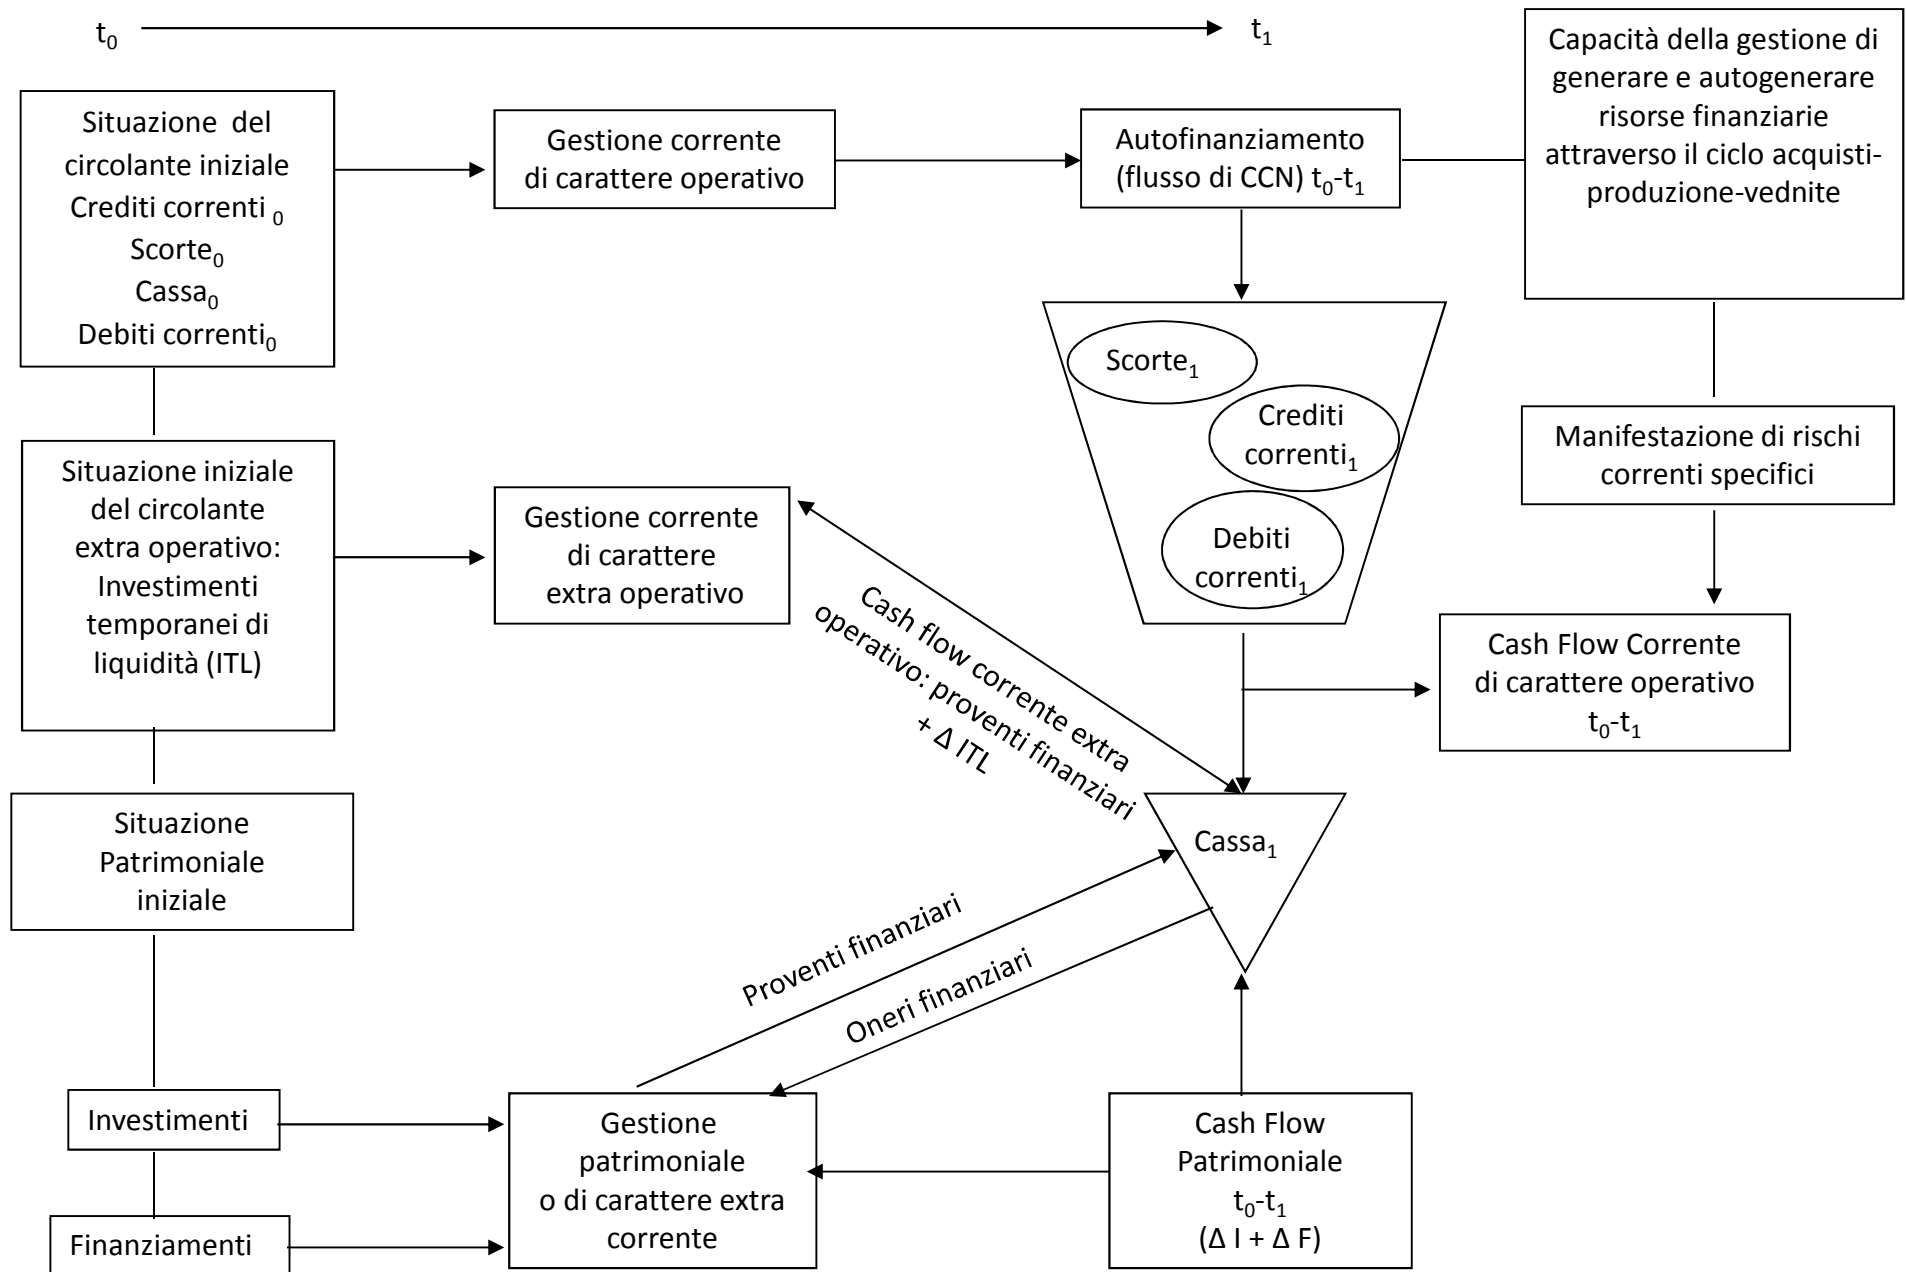 t₀
t₁
Situazione del
circolante iniziale
Crediti correnti ₀
Scorte₀
Cassa₀
Debiti correnti₀
Gestione corrente
di carattere operativo
Autofinanziamento
(flusso di CCN) t₀-t₁
Capacità della gestione di
generare e autogenerare
risorse finanziarie
attraverso il ciclo acquisti-
produzione-vednite
Scorte₁
Crediti
correnti₁
Debiti
correnti₁
Manifestazione di rischi
correnti specifici
Situazione iniziale
del circolante
extra operativo:
Investimenti
temporanei di
liquidità (ITL)
Gestione corrente
di carattere
extra operativo
Cash flow corrente extra
operativo: proventi finanziari
+ Δ ITL
Cash Flow Corrente
di carattere operativo
t₀-t₁
Situazione
Patrimoniale
iniziale
Cassa₁
Proventi finanziari
Oneri finanziari
Investimenti
Finanziamenti
Gestione
patrimoniale
o di carattere extra
corrente
Cash Flow
Patrimoniale
t₀-t₁
(Δ I + Δ F)